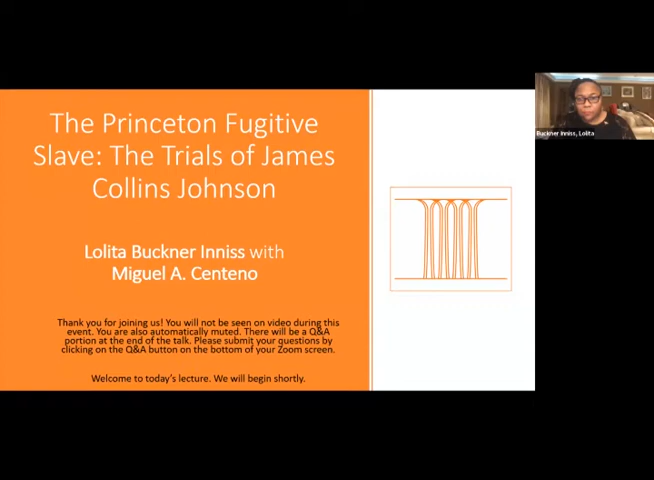 The Princeton Fugitive
Slave: The Trials of James
Collins Johnson
Lolita Buckner Inniss with
Miguel A. Centeno
Thank you for joining us! You will not be seen on video during this
event. You are also automatically muted. There will be a Q&A
portion at the end of the talk. Please submit your questions by
clicking on the Q&A button on the bottom of your Zoom screen.
Welcome to today's lecture. We will begin shortly.
Buckner Inniss, Lolita